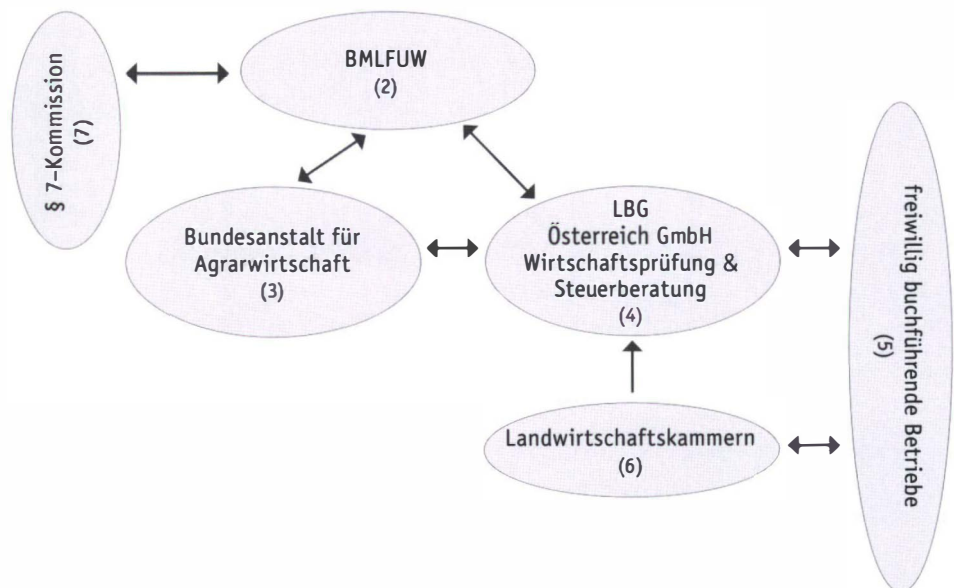 § 7-Kommission
(7)
BMLFUW
(2)
Bundesanstalt für
Agrarwirtschaft
(3)
LBG
Österreich GmbH
Wirtschaftsprüfung &
Steuerberatung
(4)
freiwillig buchführende Betriebe
(5)
Landwirtschaftskammern
(6)